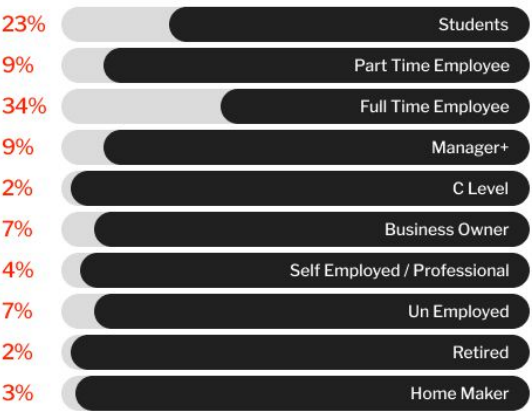 23% Students
9% Part Time Employee
34% Full Time Employee
9% Manager+
2% C Level
7% Business Owner
4% Self Employed / Professional
7% Un Employed
2% Retired
3% Home Maker